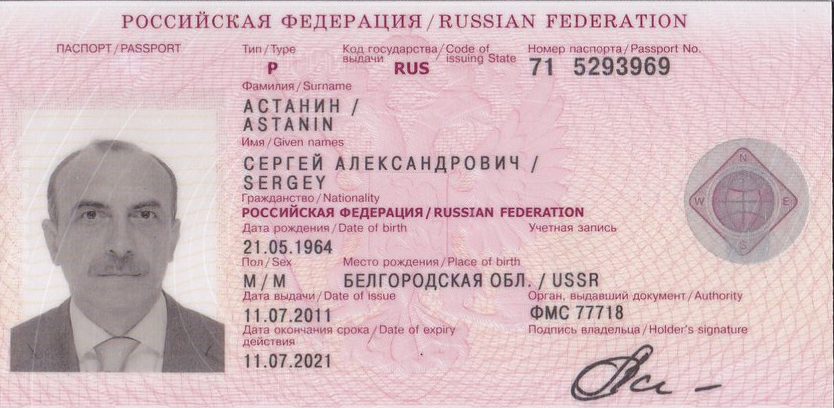 РОССИЙСКАЯ ФЕДЕРАЦИЯ / RUSSIAN FEDERATION
ПАСПОРТ / PASSPORT
Тип / Type
Код государства / Code of
выдачи issuing State
Номер паспорта / Passport No.
P
RUS
71 5293969
Фамилия / Surname
АСТАНИН /
ASTANIN
Имя / Given names
СЕРГЕЙ АЛЕКСАНДРОВИЧ /
SERGEY
Гражданство / Nationality
РОССИЙСКАЯ ФЕДЕРАЦИЯ / RUSSIAN FEDERATION
Дата рождения / Date of birth
Учетная запись
21.05.1964
Пол / Sex
Место рождения / Place of birth
М / M
БЕЛГОРОДСКАЯ ОБЛ. / USSR
Дата выдачи / Date of issue
Орган, выдавший документ / Authority
11.07.2011
ФМС 77718
Дата окончания срока / Date of expiry
действия
Подпись владельца / Holder's signature
11.07.2021
N
W E
S